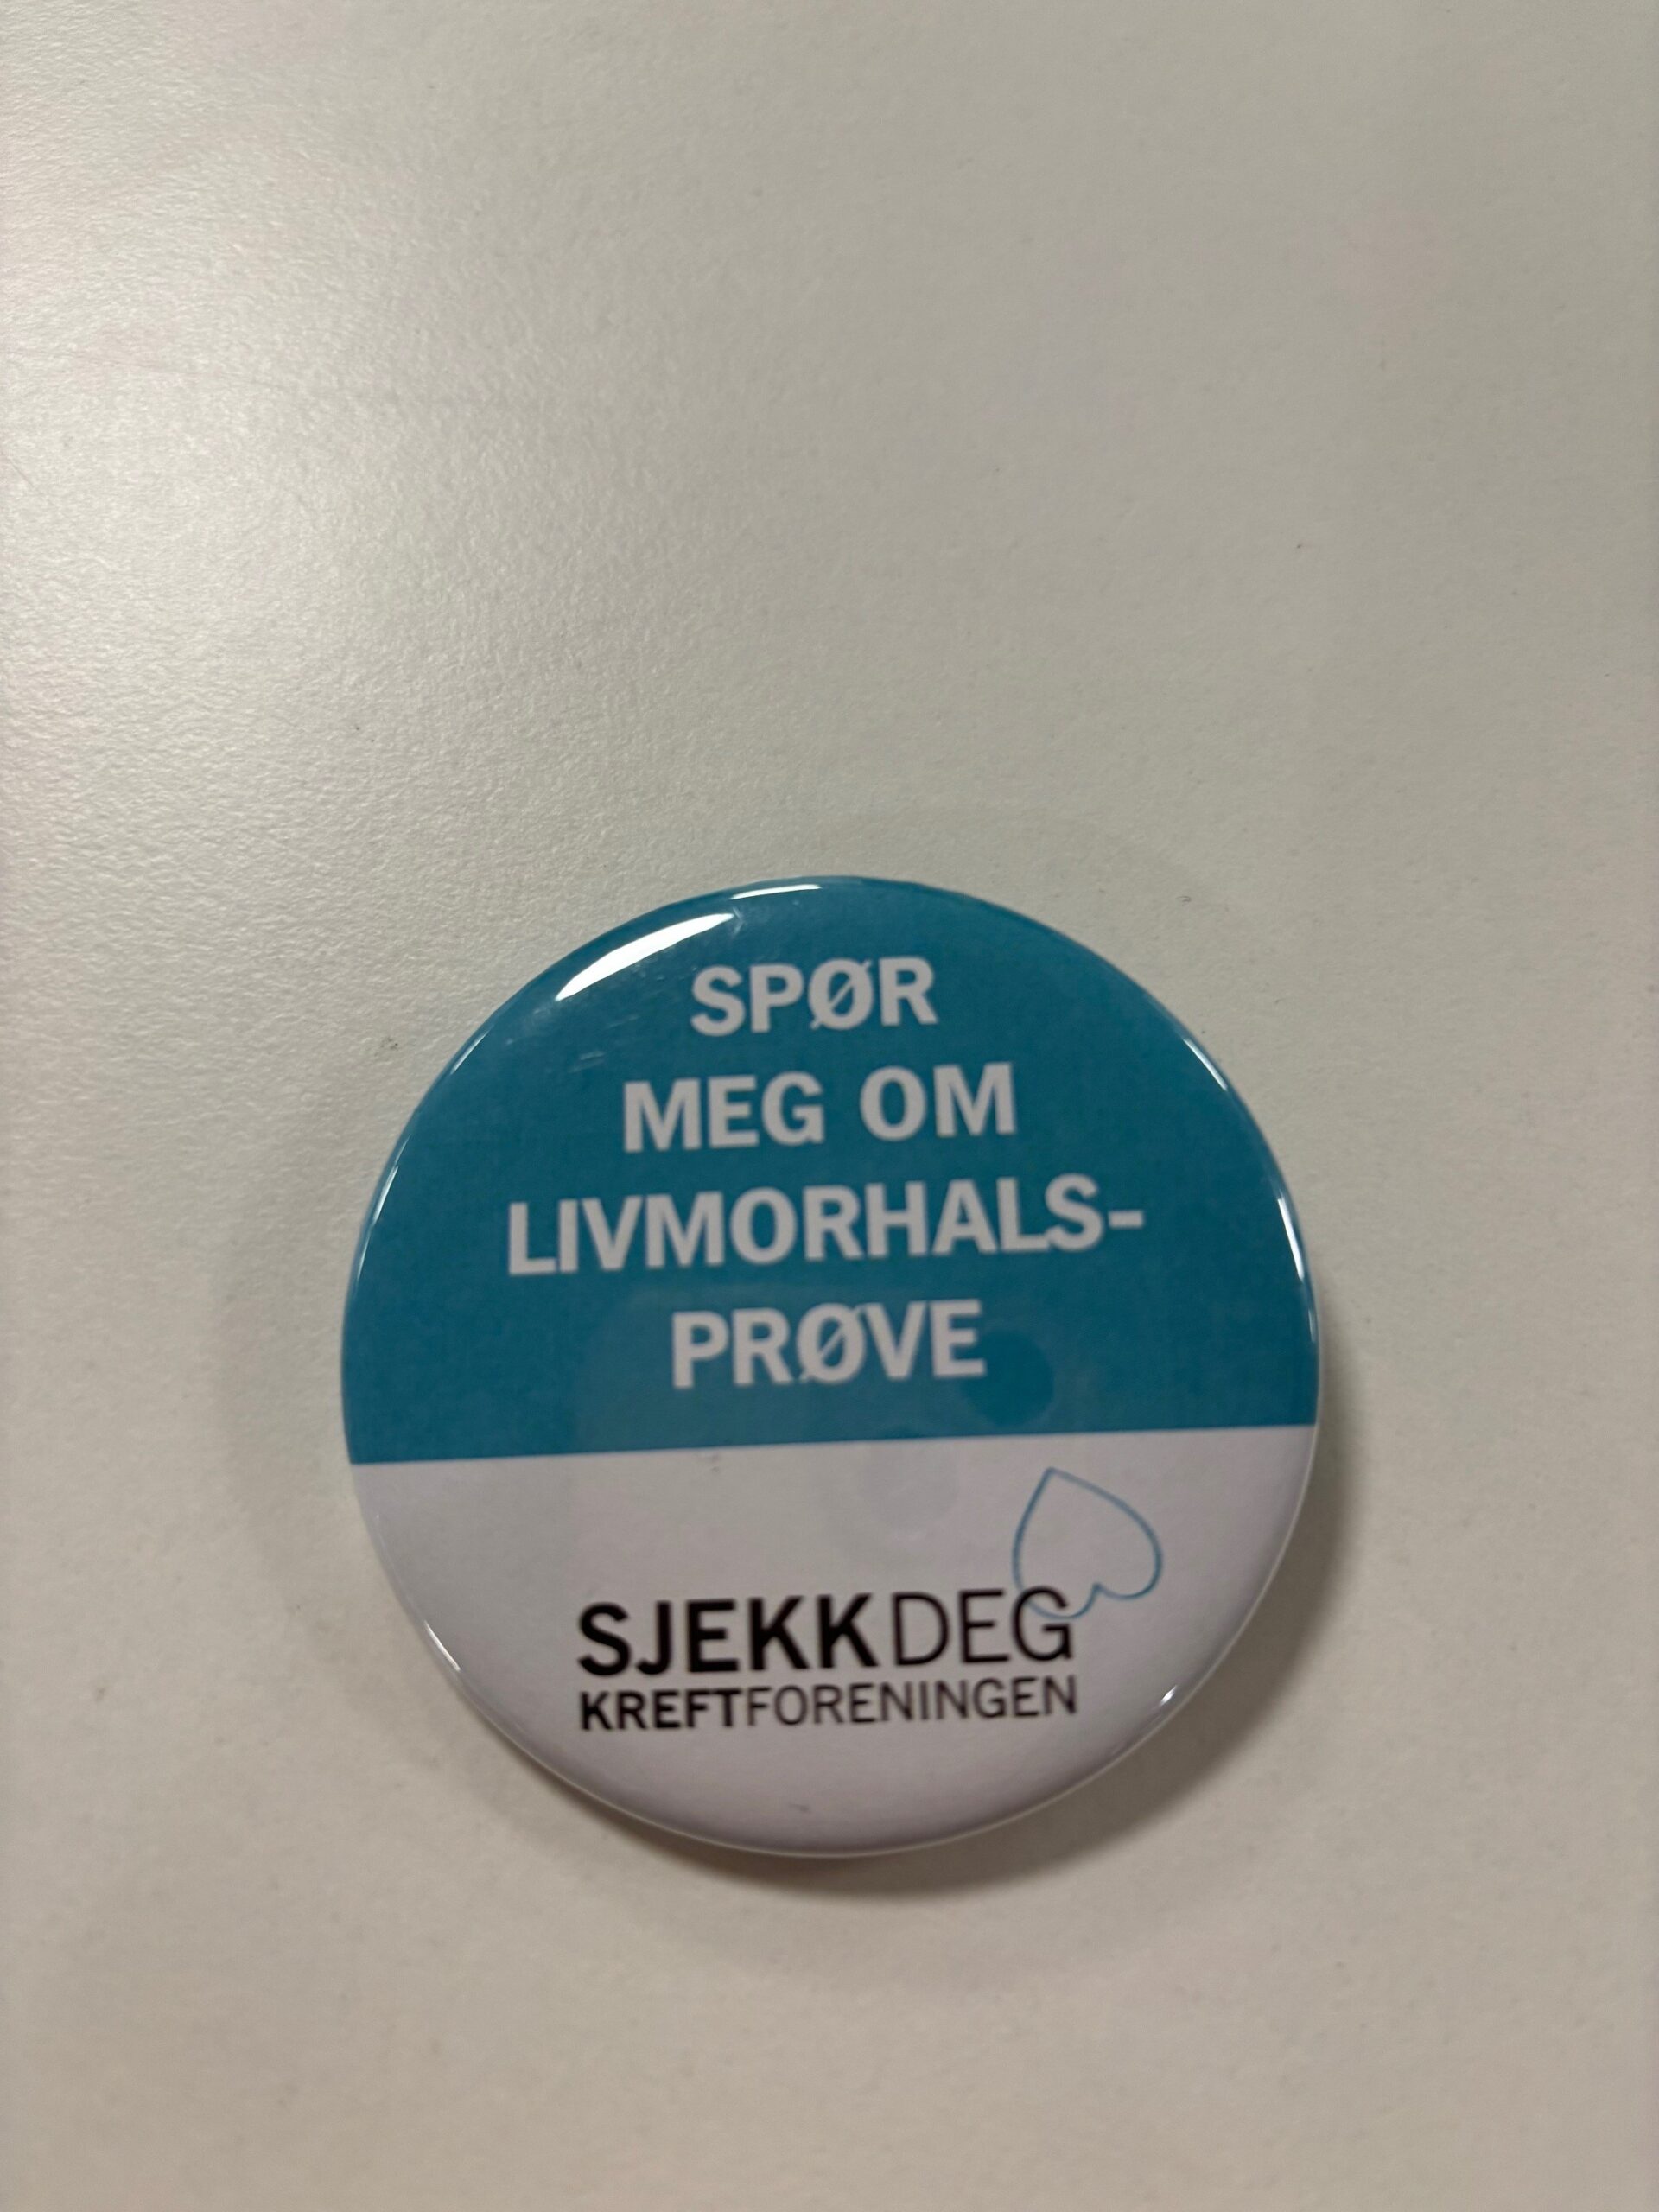 SPØR
MEG OM
LIVMORHALS-
PRØVE
SJEKKDEG
KREFTFORENINGEN